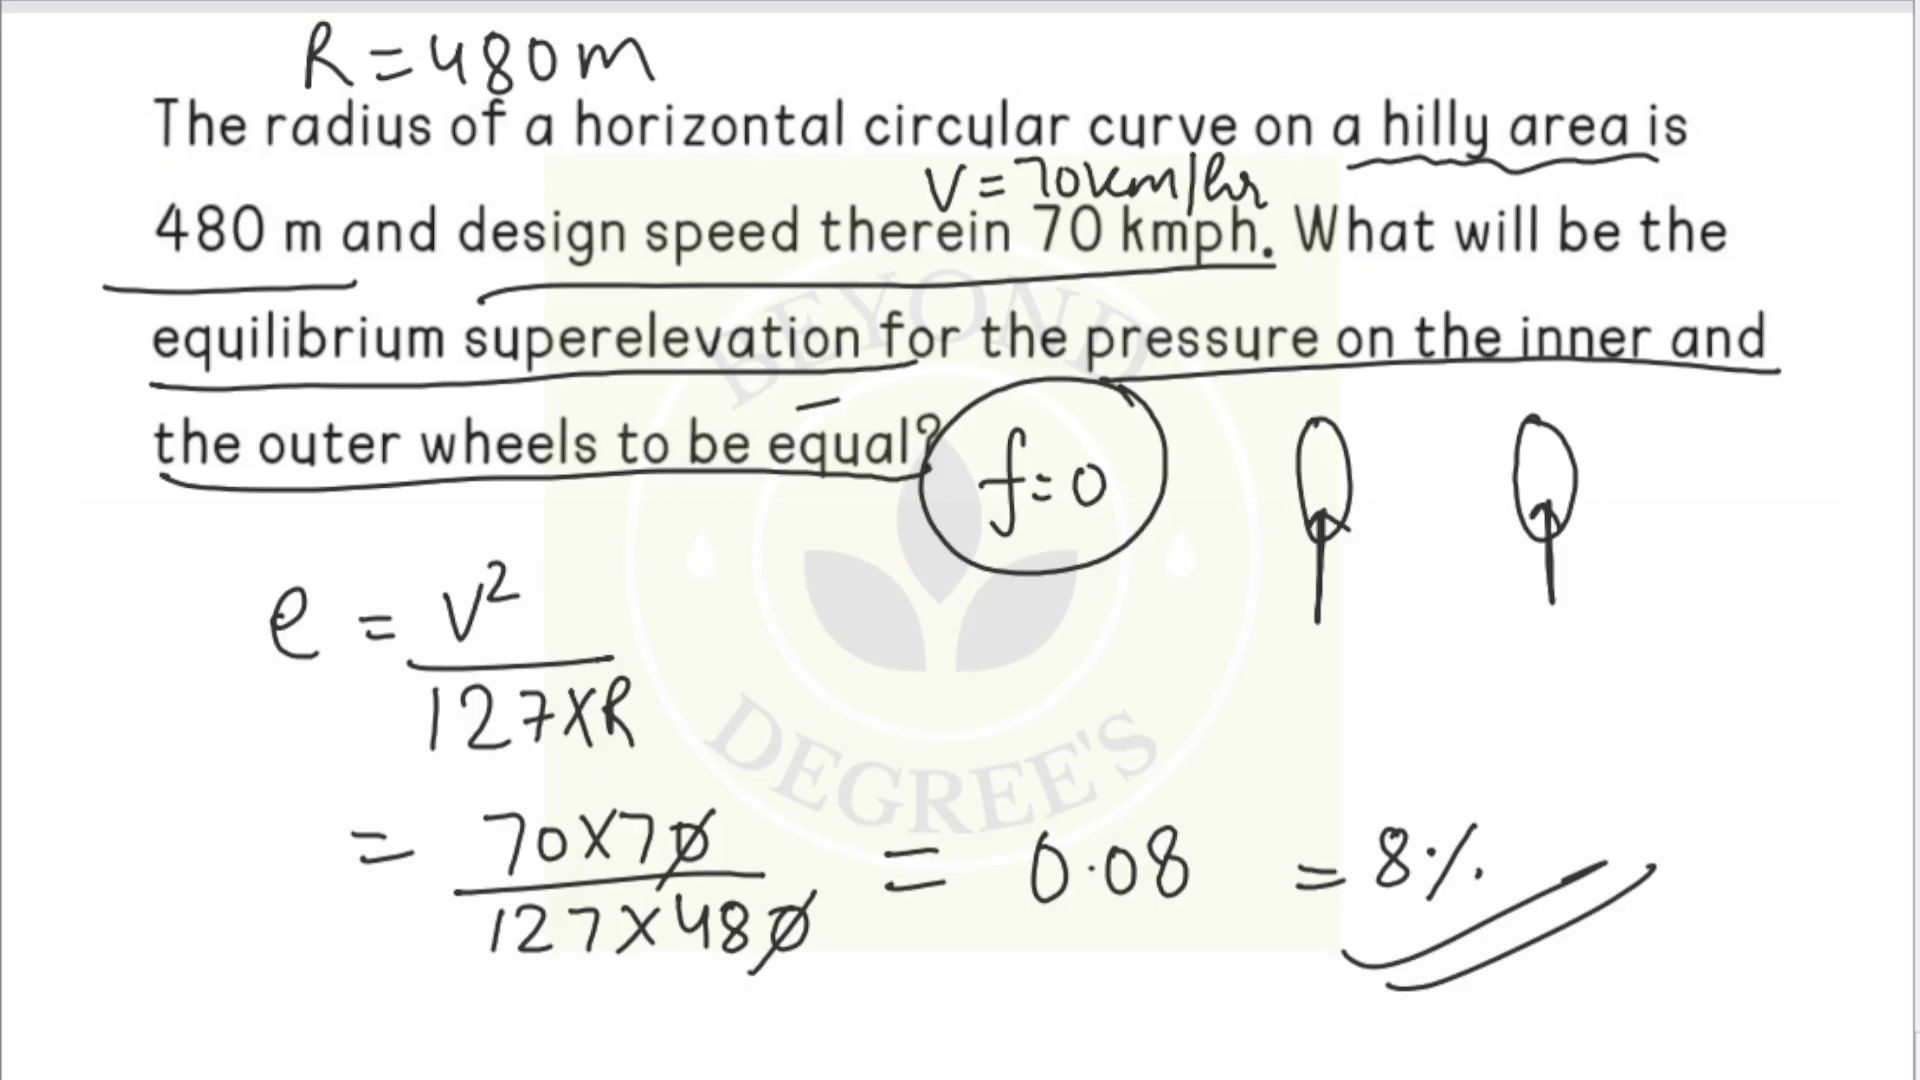 R = 480 m
The radius of a horizontal circular curve on a hilly area is
V = 70 km/hr
480 m and design speed therein 70 kmph. What will be the
equilibrium superelevation for the pressure on the inner and
the outer wheels to be equal?
f = 0
e = V²
127 X R
= 70 X 70 = 0.08 = 8%
127 X 480
BEYOND
DEGREE'S